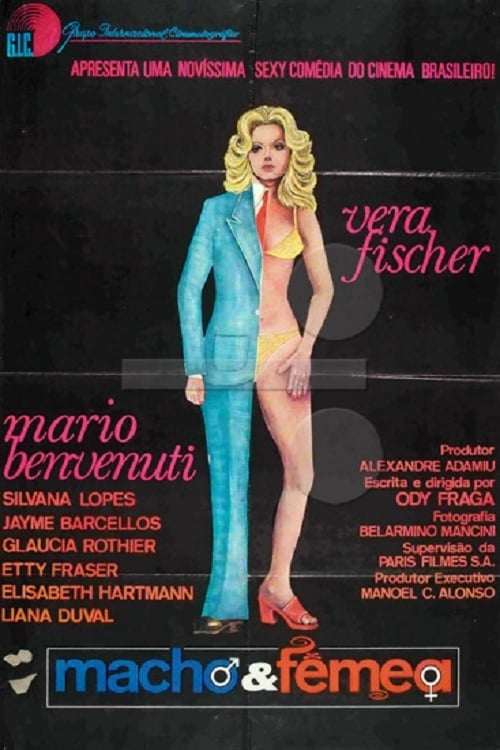 G.I.C.
Grupo Internacional Cinematográfico
APRESENTA UMA NOVÍSSIMA SEXY COMÉDIA DO CINEMA BRASILEIRO!
vera
fischer
mario
benvenuti
SILVANA LOPES
JAYME BARCELLOS
GLAUCIA ROTHIER
ETTY FRASER
ELISABETH HARTMANN
LIANA DUVAL
Produtor
ALEXANDRE ADAMIU
Escrita e dirigida por
ODY FRAGA
Fotografia
BELARMINO MANCINI
Supervisão da
PARIS FILMES S.A.
Produtor Executivo
MANOEL C. ALONSO
macho & fêmea